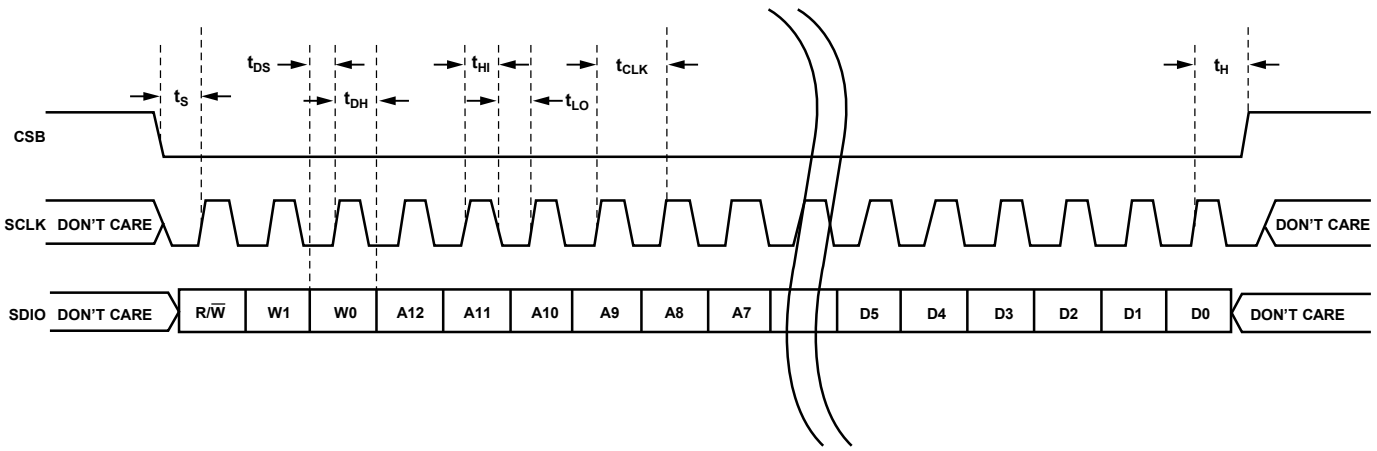 tDS
tHI
tCLK
tH
tS
tDH
tLO
CSB
SCLK DON'T CARE
DON'T CARE
SDIO DON'T CARE R/W̅ W1 W0 A12 A11 A10 A9 A8 A7 D5 D4 D3 D2 D1 D0 DON'T CARE